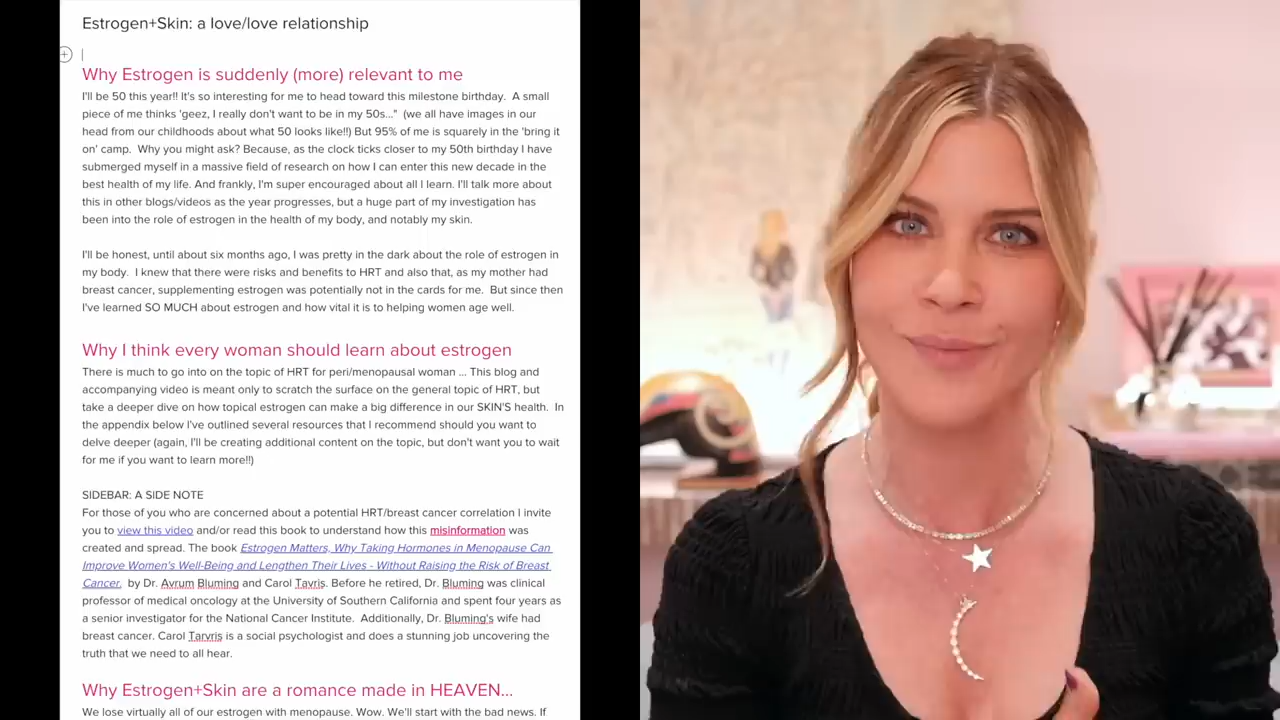 Estrogen+Skin: a love/love relationship
Why Estrogen is suddenly (more) relevant to me
I'll be 50 this year!! It's so interesting for me to head toward this milestone birthday.  A small
piece of me thinks 'geez, I really don't want to be in my 50s..."  (we all have images in our
head from our childhoods about what 50 looks like!!) But 95% of me is squarely in the 'bring it
on' camp.  Why you might ask? Because, as the clock ticks closer to my 50th birthday I have
submerged myself in a massive field of research on how I can enter this new decade in the
best health of my life. And frankly, I'm super encouraged about all I learn. I'll talk more about
this in other blogs/videos as the year progresses, but a huge part of my investigation has
been into the role of estrogen in the health of my body, and notably my skin.
I'll be honest, until about six months ago, I was pretty in the dark about the role of estrogen in
my body.  I knew that there were risks and benefits to HRT and also that, as my mother had
breast cancer, supplementing estrogen was potentially not in the cards for me.  But since then
I've learned SO MUCH about estrogen and how vital it is to helping women age well.
Why I think every woman should learn about estrogen
There is much to go into on the topic of HRT for peri/menopausal woman ... This blog and
accompanying video is meant only to scratch the surface on the general topic of HRT, but
take a deeper dive on how topical estrogen can make a big difference in our SKIN'S health.  In
the appendix below I've outlined several resources that I recommend should you want to
delve deeper (again, I'll be creating additional content on the topic, but don't want you to wait
for me if you want to learn more!!)
SIDEBAR: A SIDE NOTE
For those of you who are concerned about a potential HRT/breast cancer correlation I invite
you to view this video and/or read this book to understand how this misinformation was
created and spread. The book Estrogen Matters, Why Taking Hormones in Menopause Can
Improve Women's Well-Being and Lengthen Their Lives - Without Raising the Risk of Breast
Cancer.  by Dr. Avrum Bluming and Carol Tavris. Before he retired, Dr. Bluming was clinical
professor of medical oncology at the University of Southern California and spent four years as
a senior investigator for the National Cancer Institute.  Additionally, Dr. Bluming's wife had
breast cancer. Carol Tarvris is a social psychologist and does a stunning job uncovering the
truth that we need to all hear.
Why Estrogen+Skin are a romance made in HEAVEN...
We lose virtually all of our estrogen with menopause. Wow. We'll start with the bad news. If